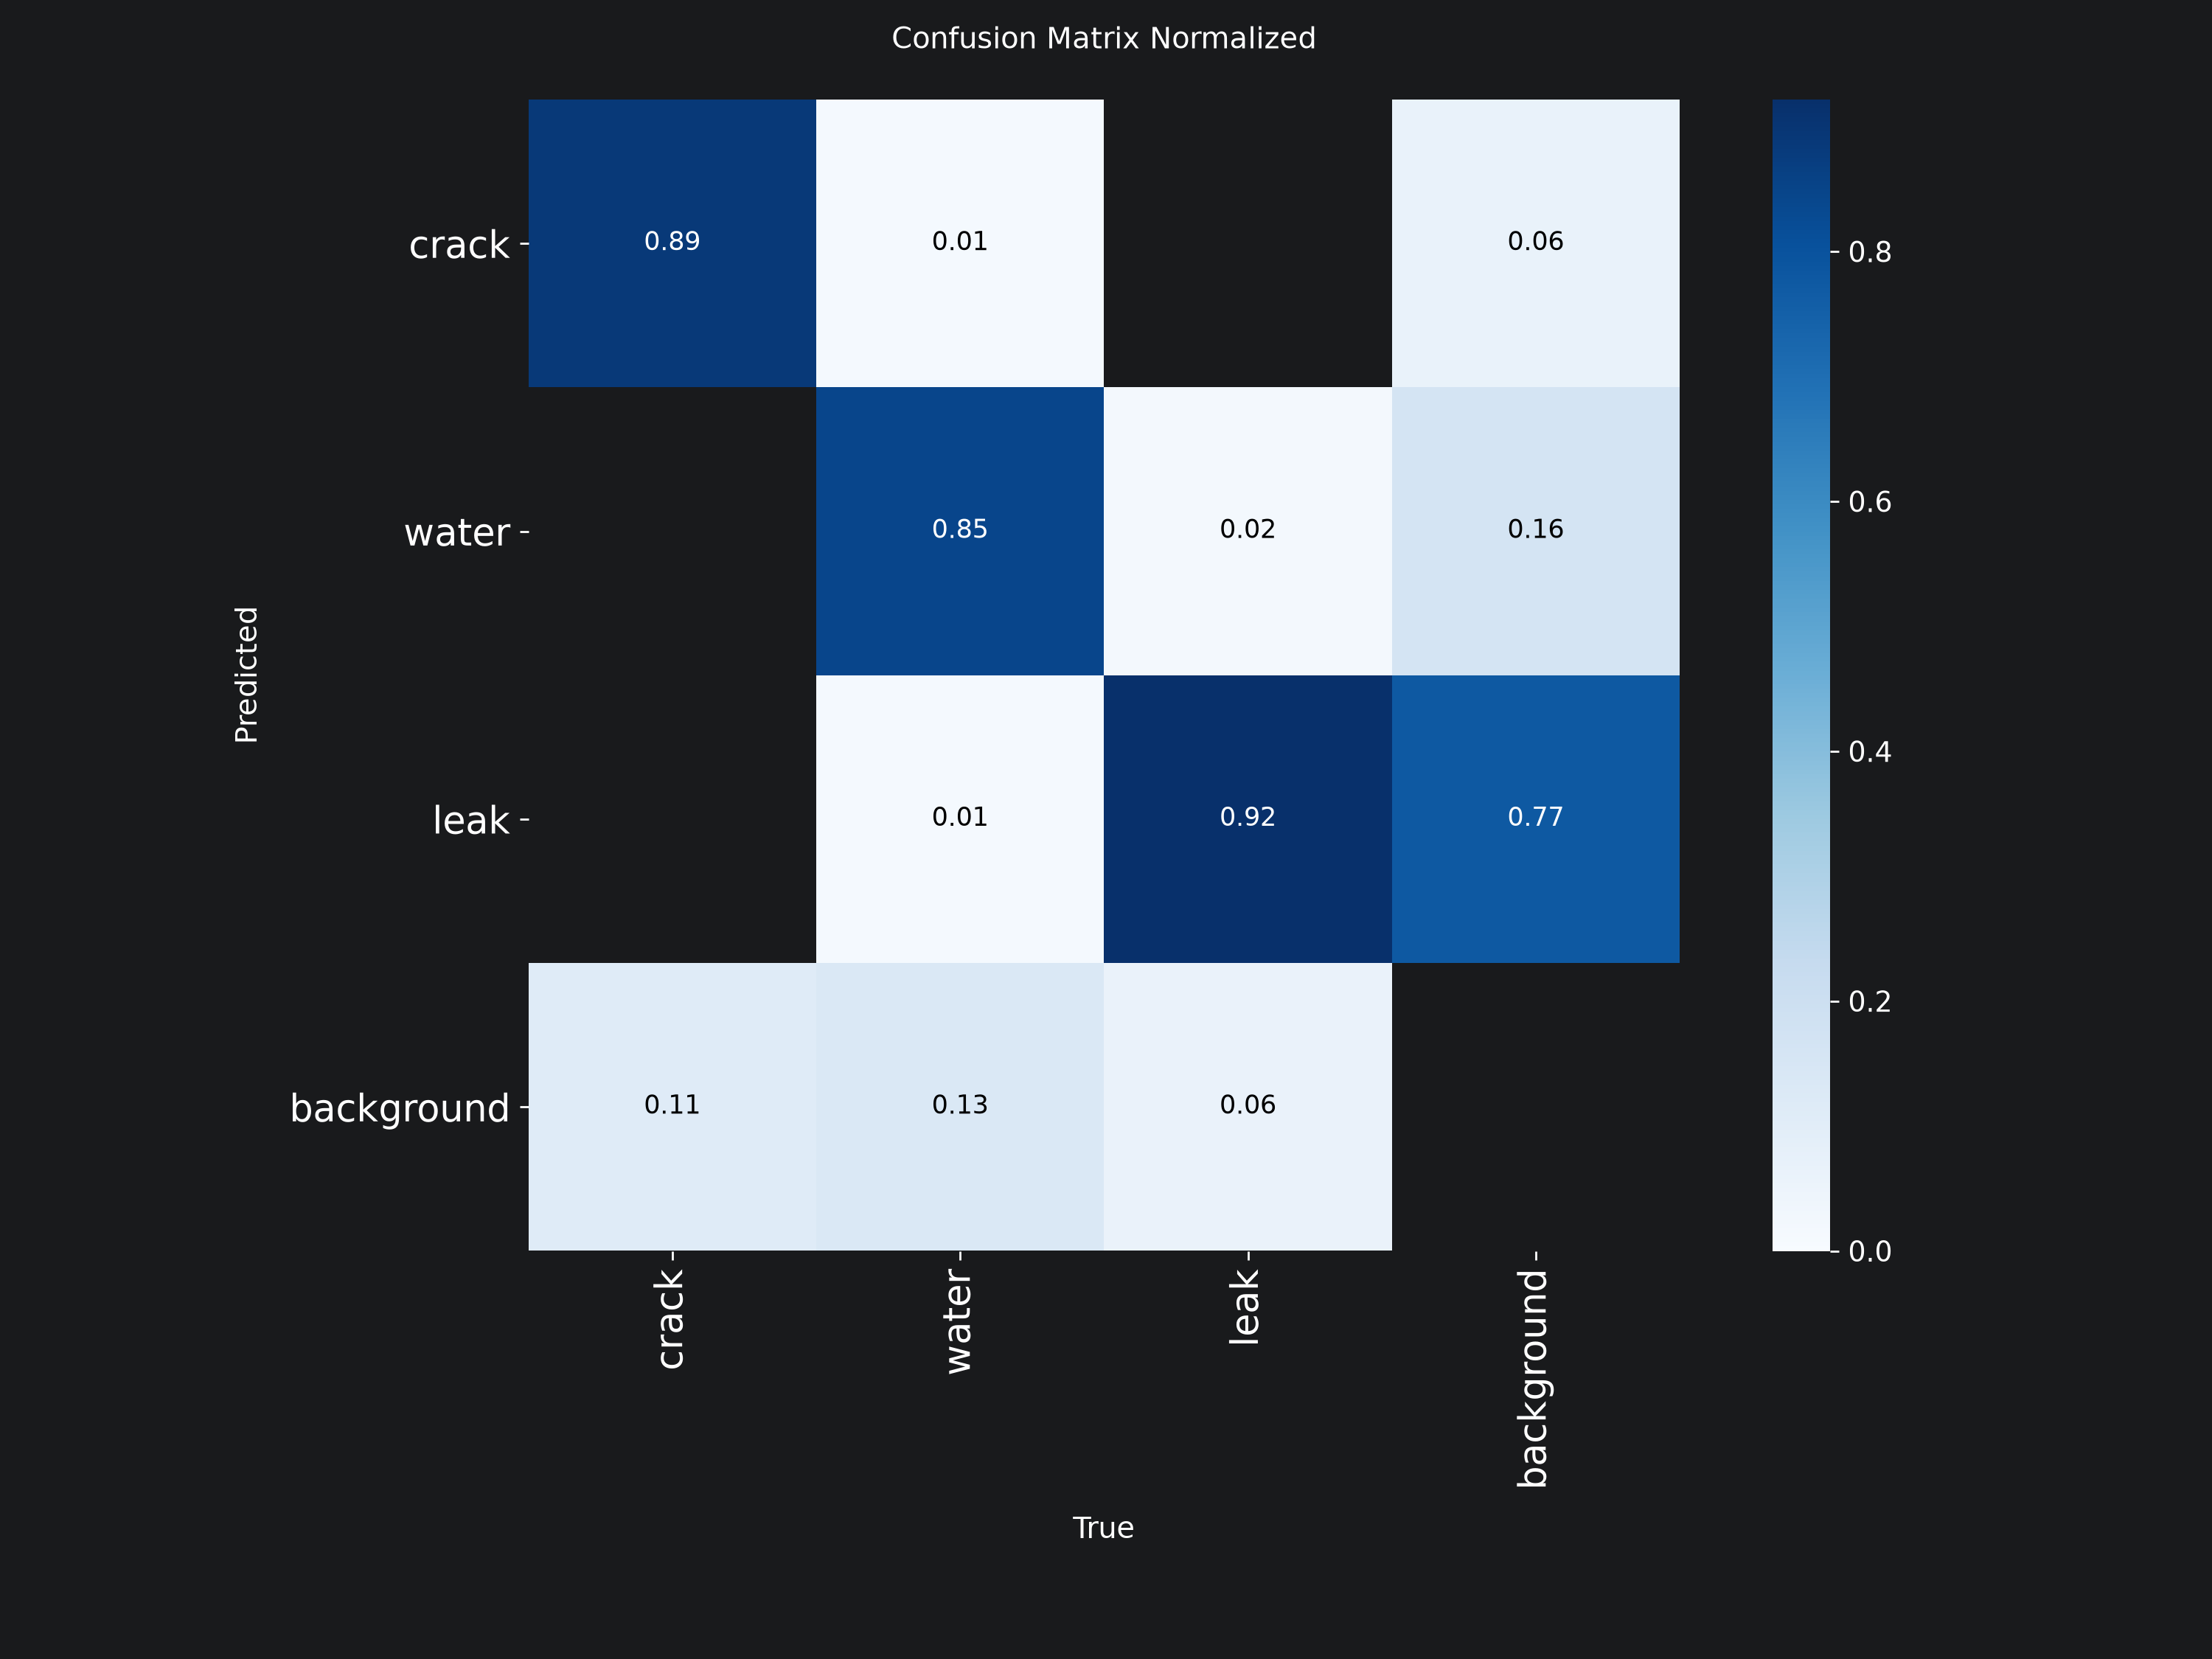 Confusion Matrix Normalized
crack
0.89
0.01
0.06
0.8
water
0.85
0.02
0.16
0.6
Predicted
leak
0.01
0.92
0.77
0.4
background
0.11
0.13
0.06
0.2
0.0
crack
water
leak
background
True